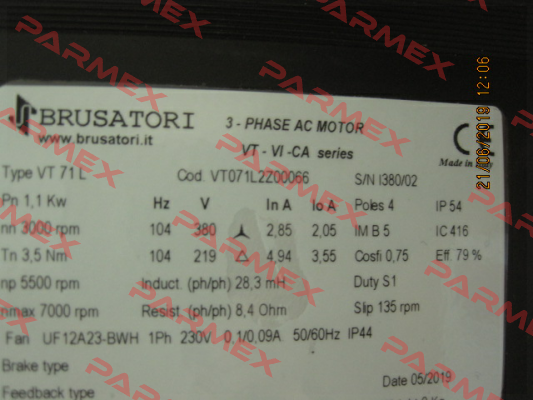 BRUSATORI 3 - PHASE AC MOTOR
www.brusatori.it VT - VI -CA series
CE Made in Italy
Type VT 71 L Cod. VT071L2Z00066 S/N I380/02
Pn 1,1 Kw Hz V In A Io A Poles 4 IP 54
nn 3000 rpm 104 380 2,85 2,05 IM B 5 IC 416
Tn 3,5 Nm 104 219 △ 4,94 3,55 Cosfi 0,75 Eff. 79 %
np 5500 rpm Induct. (ph/ph) 28,3 mH Duty S1
nmax 7000 rpm Resist. (ph/ph) 8,4 Ohm Slip 135 rpm
Fan UF12A23-BWH 1Ph 230V 0,1/0,09A 50/60Hz IP44
Brake type Date 05/2019
Feedback type
21/06/2019 12:06
PARMEX